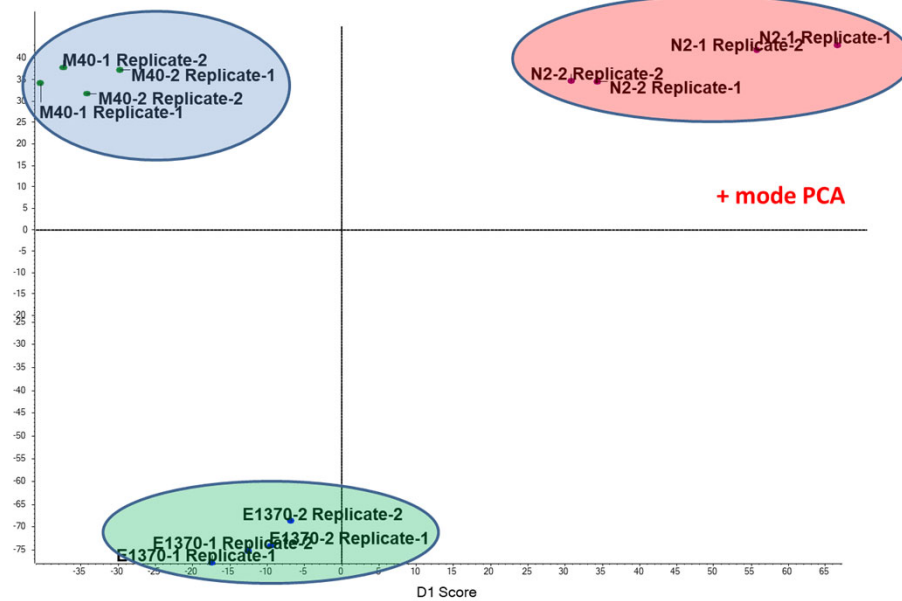 N2-1 Replicate-1
N2-1 Replicate-2
M40-1 Replicate-2
M40-2 Replicate-1
N2-2 Replicate-2
N2-2 Replicate-1
M40-2 Replicate-2
M40-1 Replicate-1
+ mode PCA
40
35
30
25
20
15
10
5
0
-5
-10
-15
-20
-25
-30
-35
-40
-45
-50
-55
-60
-65
-70
-75
E1370-2 Replicate-2
E1370-2 Replicate-1
E1370-1 Replicate-2
E1370-1 Replicate-1
-35 -30 -25 -20 -15 -10 -5 0 5 10 15 20 25 30 35 40 45 50 55 60 65
D1 Score